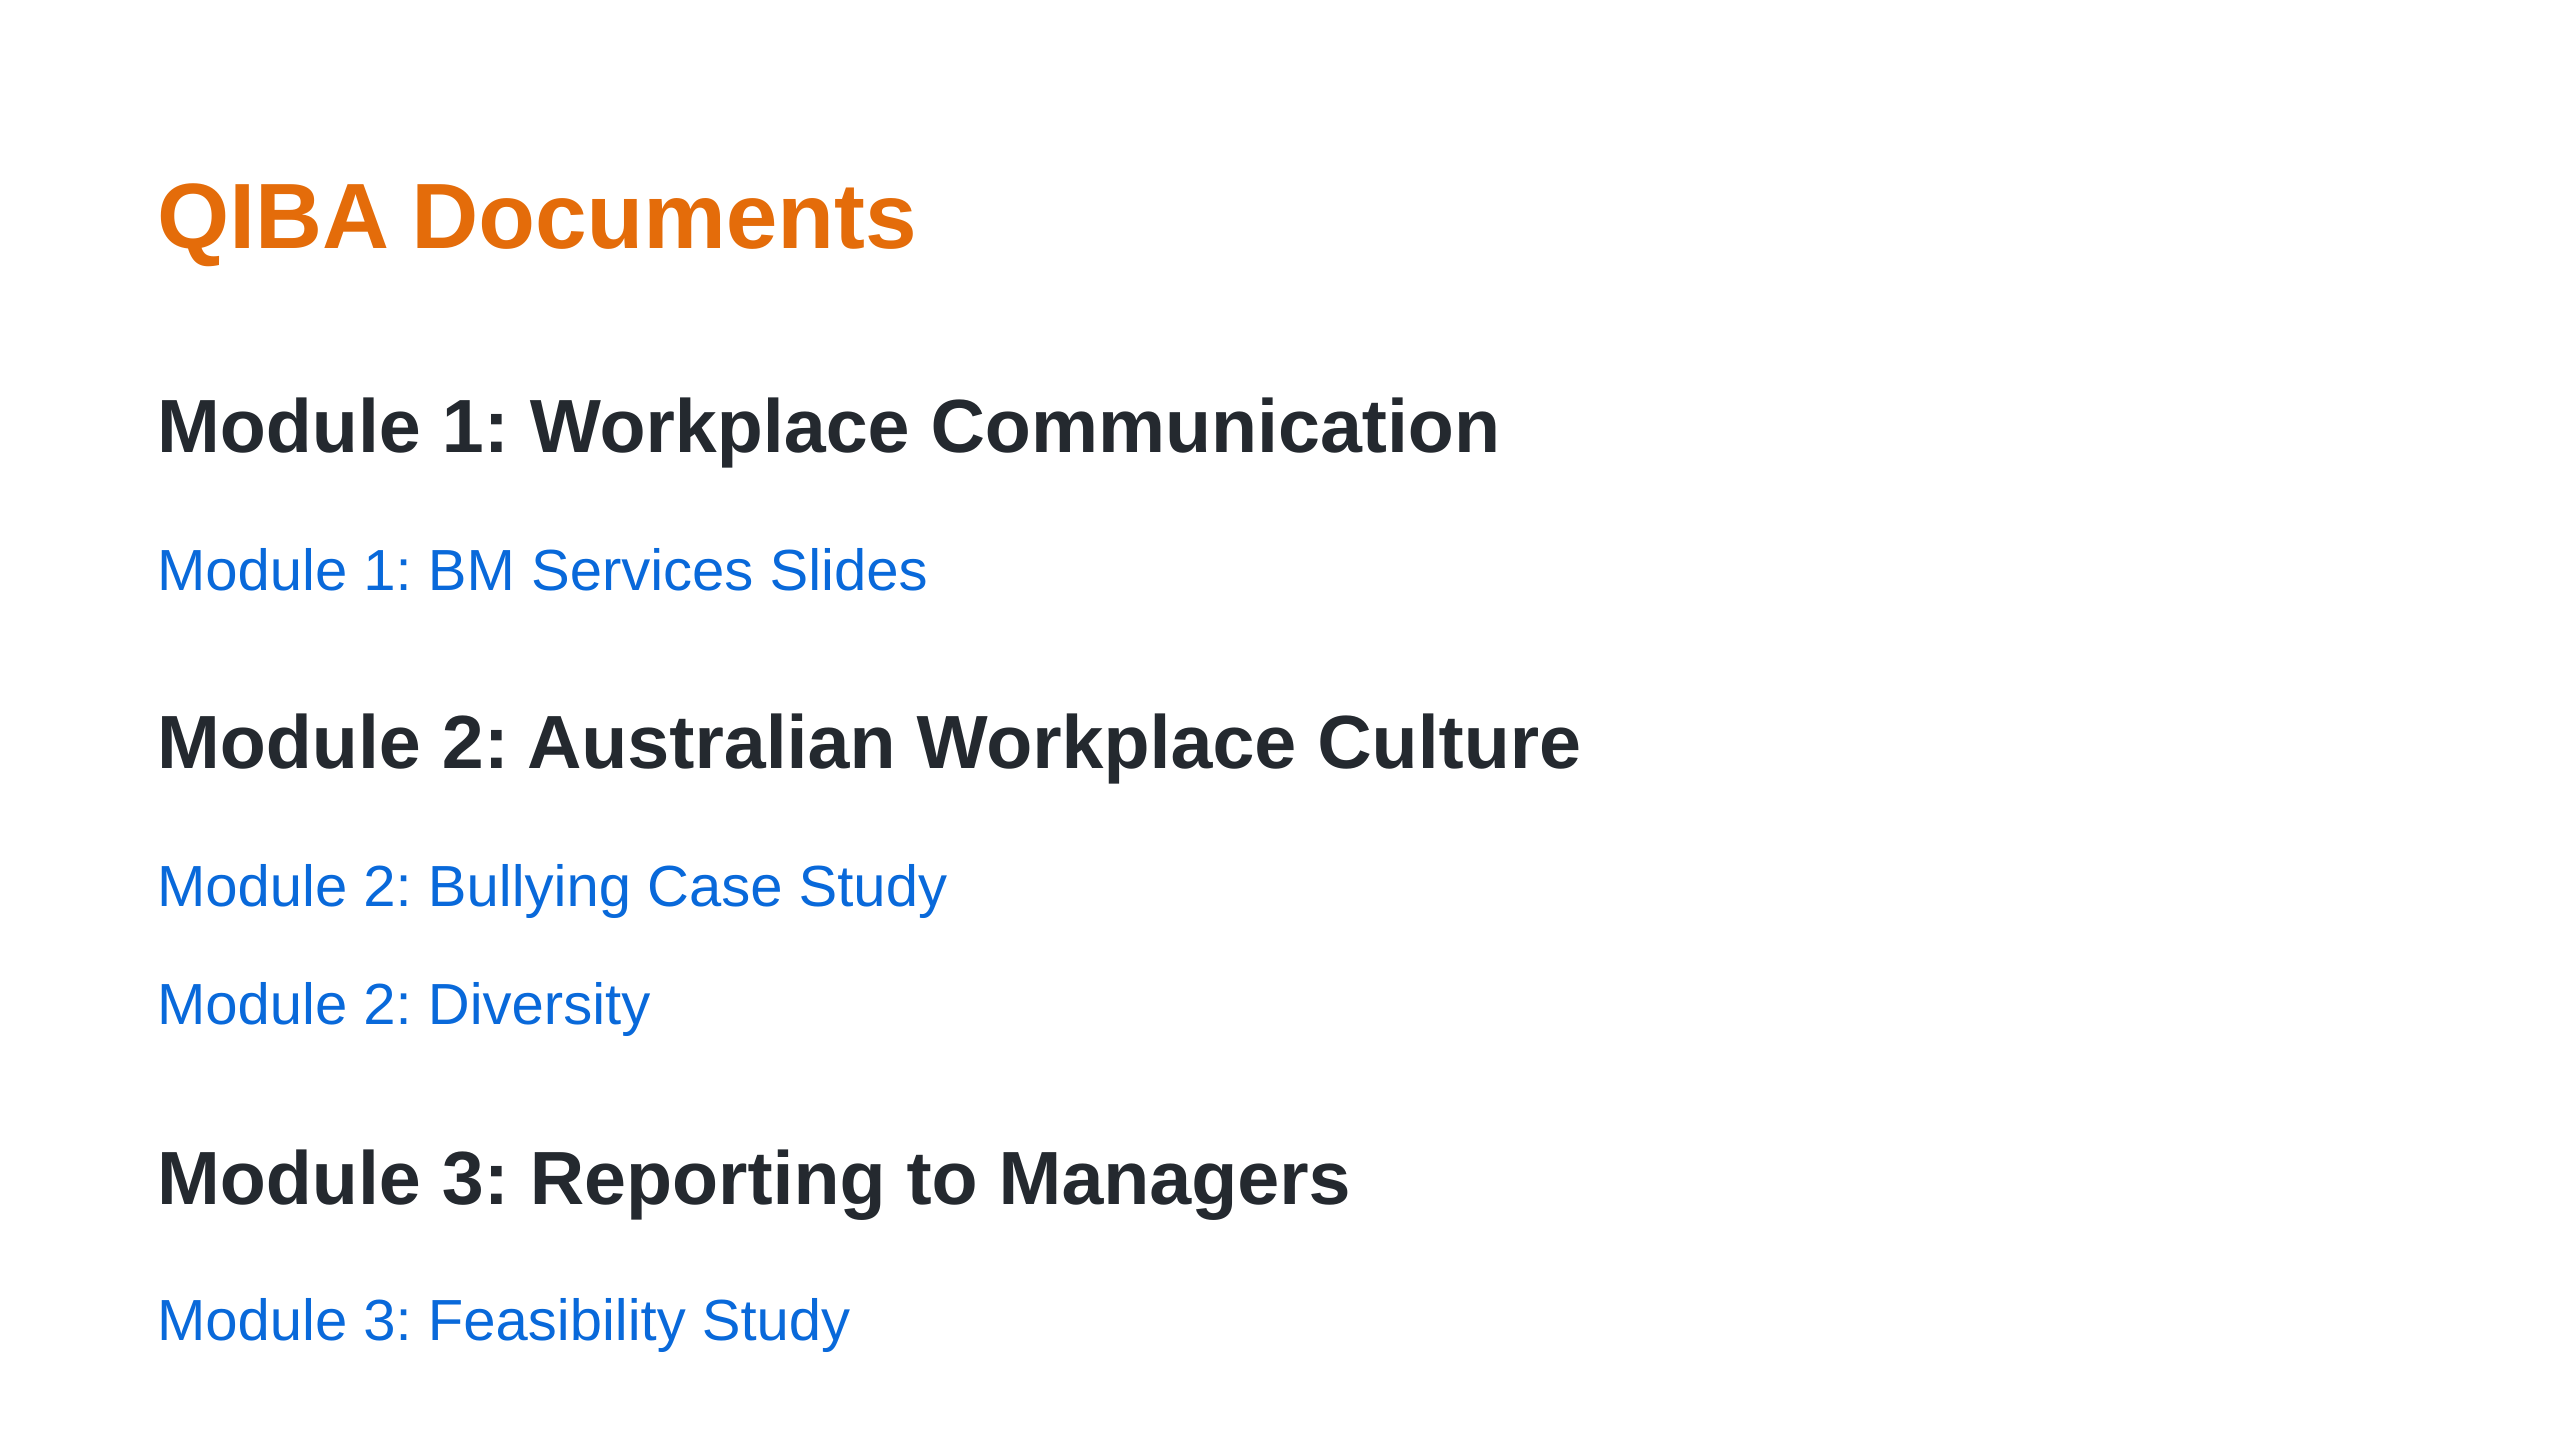 QIBA Documents
Module 1: Workplace Communication
Module 1: BM Services Slides
Module 2: Australian Workplace Culture
Module 2: Bullying Case Study
Module 2: Diversity
Module 3: Reporting to Managers
Module 3: Feasibility Study